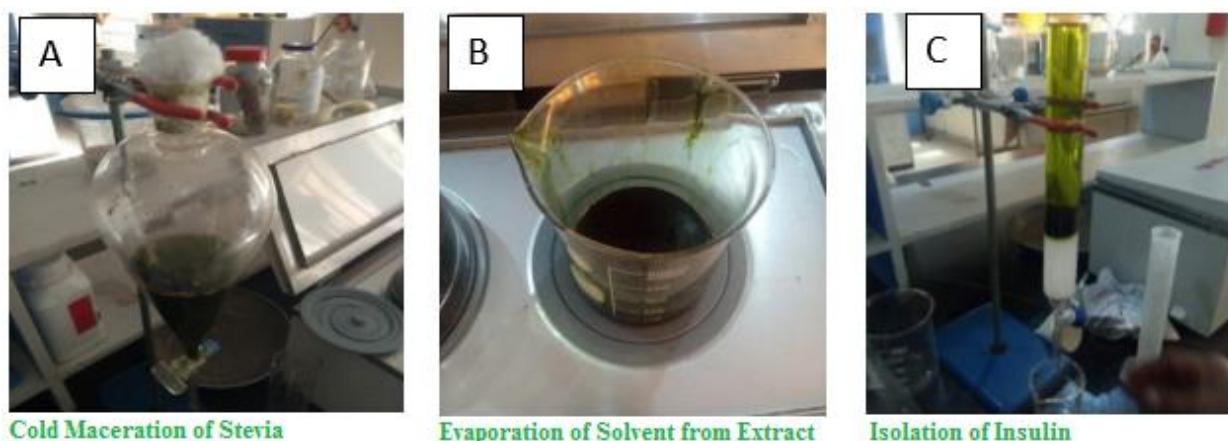 A
B
C
Cold Maceration of Stevia
Evaporation of Solvent from Extract
Isolation of Insulin